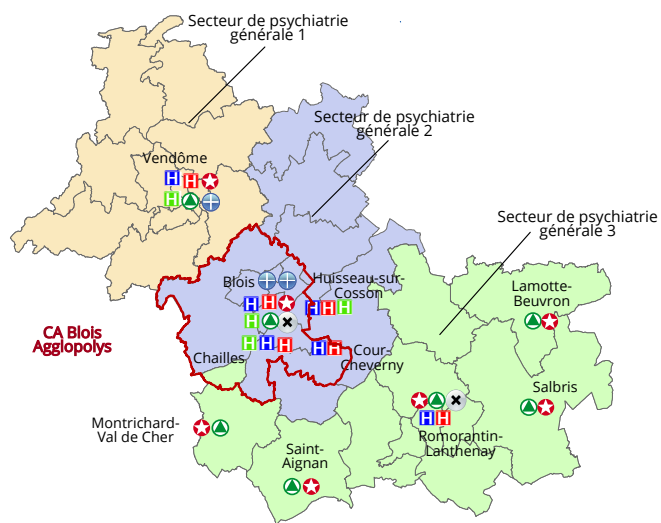 Secteur de psychiatrie
générale 1
Secteur de psychiatrie
générale 2
Vendôme
H H
H
Secteur de psychiatrie
générale 3
Blois
Huisseau-sur-
Cosson
Lamotte-
Beuvron
H H
H H H
H
CA Blois
Agglopolys
Chailles
H H H
H H
Cour-
Cheverny
Salbris
Montrichard-
Val de Cher
H H
Romorantin-
Lanthenay
Saint-
Aignan